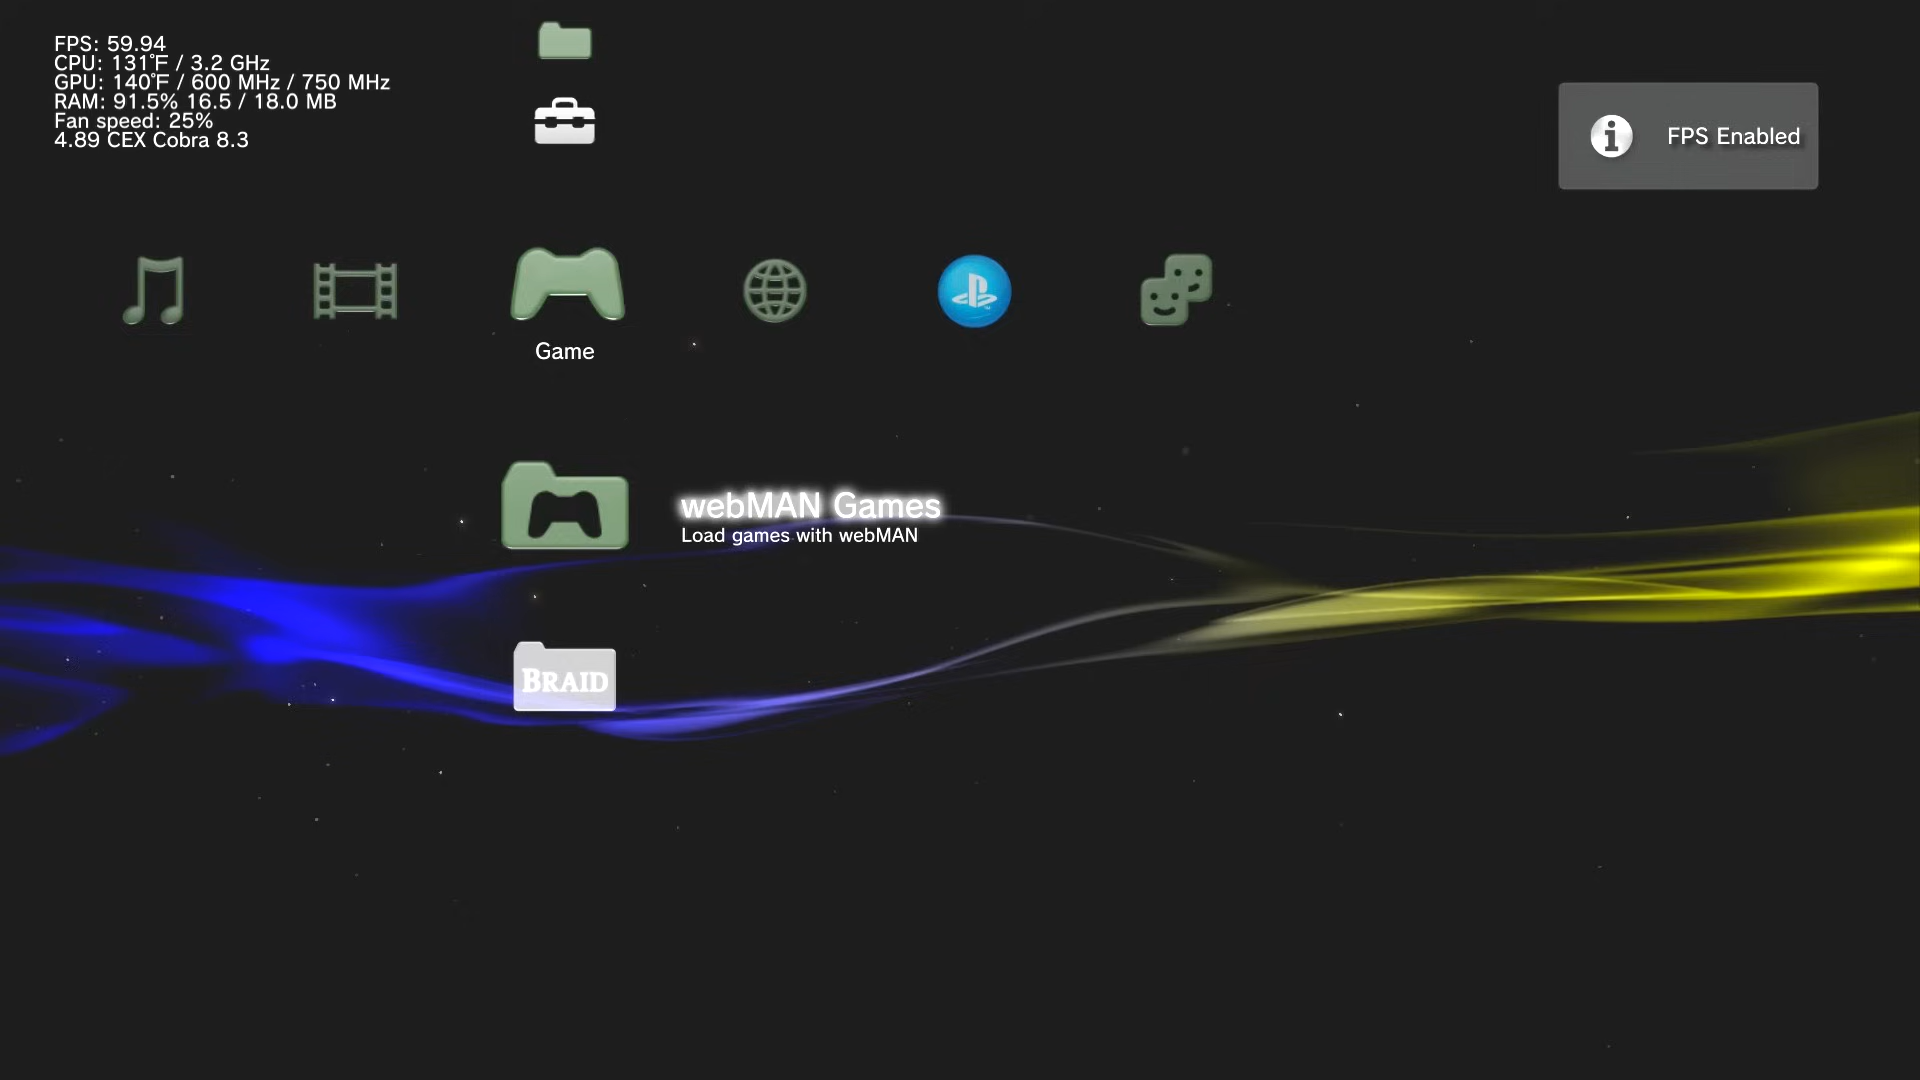 FPS: 59.94
CPU: 131°F / 3.2 GHz
GPU: 140°F / 600 MHz / 750 MHz
RAM: 91.5% 16.5 / 18.0 MB
Fan speed: 25%
4.89 CEX Cobra 8.3
FPS Enabled
Game
webMAN Games
Load games with webMAN
BRAID